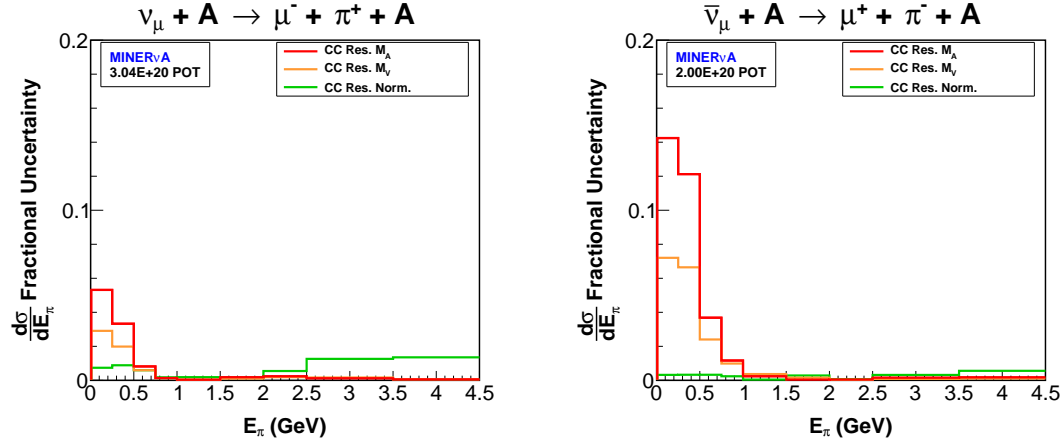 νμ + A → μ- + π+ + A
0.2
MINERνA
3.04E+20 POT
CC Res. MA
CC Res. MV
CC Res. Norm.
0.1
0
dσ/dEπ Fractional Uncertainty
0 0.5 1 1.5 2 2.5 3 3.5 4 4.5
Eπ (GeV)
ν̅μ + A → μ+ + π- + A
0.2
MINERνA
2.00E+20 POT
CC Res. MA
CC Res. MV
CC Res. Norm.
0.1
0
dσ/dEπ Fractional Uncertainty
0 0.5 1 1.5 2 2.5 3 3.5 4 4.5
Eπ (GeV)